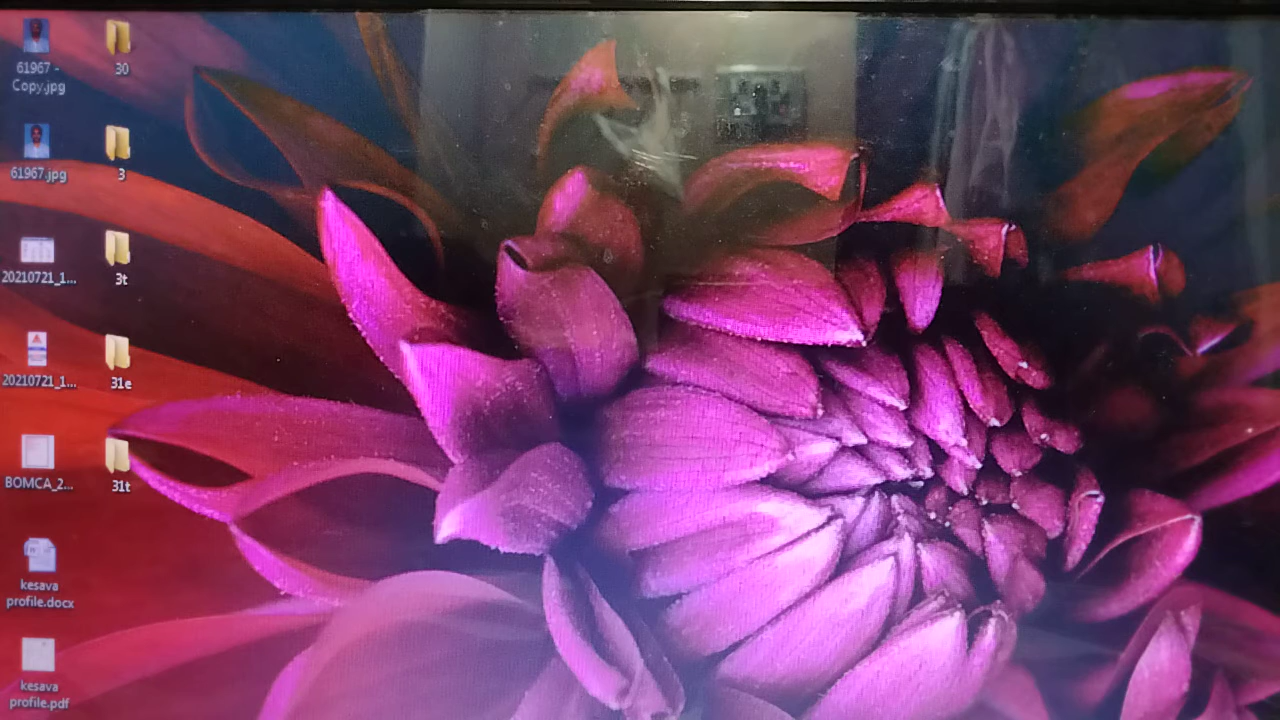 61967 -
Copy.jpg
30
61967.jpg
3
20210721_1...
3t
20210721_1...
31e
BOMCA_2...
31t
kesava
profile.docx
kesava
profile.pdf